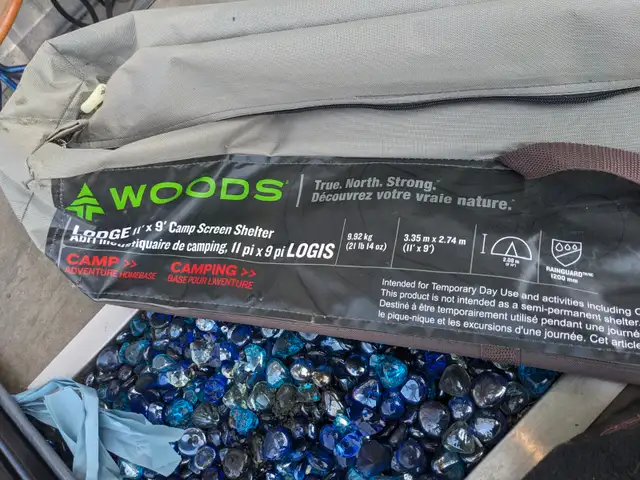 WOODS
True. North. Strong.
Découvrez votre vraie nature.
LODGE 11' x 9' Camp Screen Shelter
moustiquaire de camping, 11 pi x 9 pi LOGIS
9.92 kg
(21 lb 14 oz)
3.35 m x 2.74 m
(11' x 9')
2.00 m
RAINGUARD
1200 mm
CAMP >>
ADVENTURE HOMEBASE
CAMPING >>
BASE POUR L'AVENTURE
Intended for Temporary Day Use and activities including
This product is not intended as a semi-permanent shelter.
Destiné à être temporairement utilisé pendant une journé
le pique-nique et les excursions d'une journée. Cet article